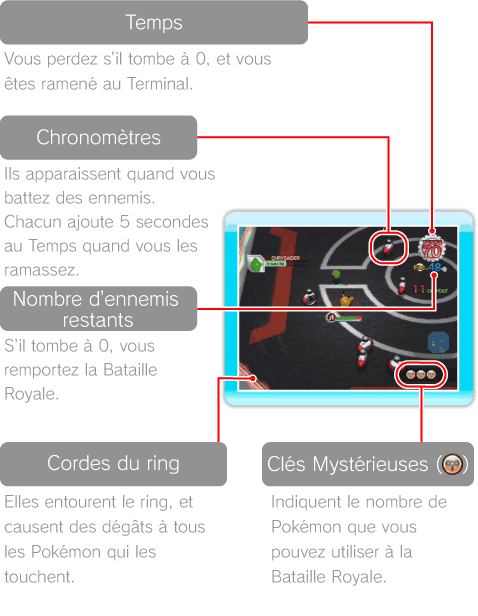 Temps
Vous perdez s'il tombe à 0, et vous
êtes ramené au Terminal.
Chronomètres
Ils apparaissent quand vous
battez des ennemis.
Chacun ajoute 5 secondes
au Temps quand vous les
ramassez.
CHRYSADIER
70
48
11
Nombre d'ennemis
restants
S'il tombe à 0, vous
remportez la Bataille
Royale.
Cordes du ring
Elles entourent le ring, et
causent des dégâts à tous
les Pokémon qui les
touchent.
Clés Mystérieuses ( )
Indiquent le nombre de
Pokémon que vous
pouvez utiliser à la
Bataille Royale.